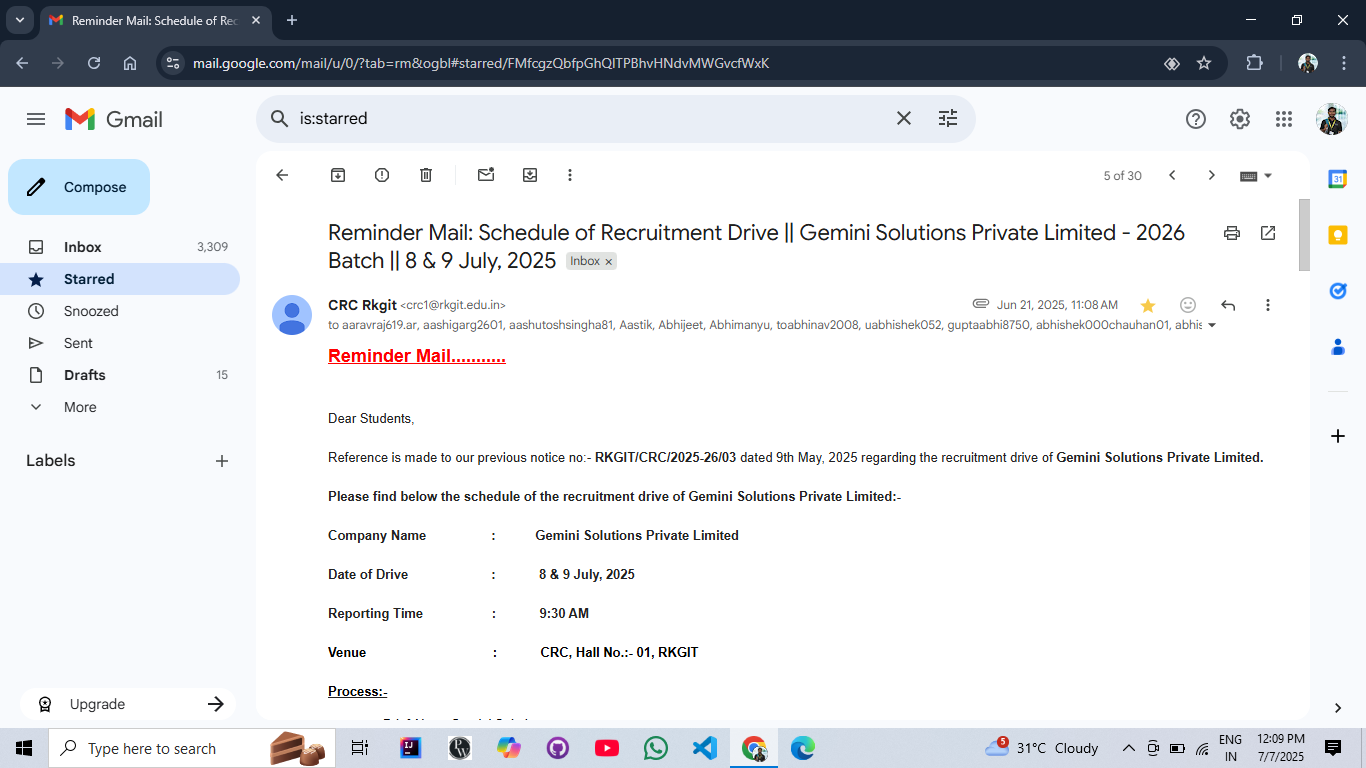 Reminder Mail: Schedule of Rec
mail.google.com/mail/u/0/?tab=rm&ogbl#starred/FMfcgzQbfpGhQlTPBhvHNdvMWGvcfWxK
Gmail
is:starred
Compose
Inbox 3,309
Starred
Snoozed
Sent
Drafts 15
More
Labels
Upgrade
5 of 30
Reminder Mail: Schedule of Recruitment Drive || Gemini Solutions Private Limited - 2026
Batch || 8 & 9 July, 2025 Inbox x
CRC Rkgit <crc1@rkgit.edu.in> Jun 21, 2025, 11:08 AM
to aaravraj619.ar, aashigarg2601, aashutoshsingha81, Aastik, Abhijeet, Abhimanyu, toabhinav2008, uabhishek052, guptaabhi8750, abhishek000chauhan01, abhis
Reminder Mail...........
Dear Students,
Reference is made to our previous notice no:- RKGIT/CRC/2025-26/03 dated 9th May, 2025 regarding the recruitment drive of Gemini Solutions Private Limited.
Please find below the schedule of the recruitment drive of Gemini Solutions Private Limited:-
Company Name : Gemini Solutions Private Limited
Date of Drive : 8 & 9 July, 2025
Reporting Time : 9:30 AM
Venue : CRC, Hall No.:- 01, RKGIT
Process:-
31
Type here to search
5
31°C Cloudy
ENG
IN
12:09 PM
7/7/2025